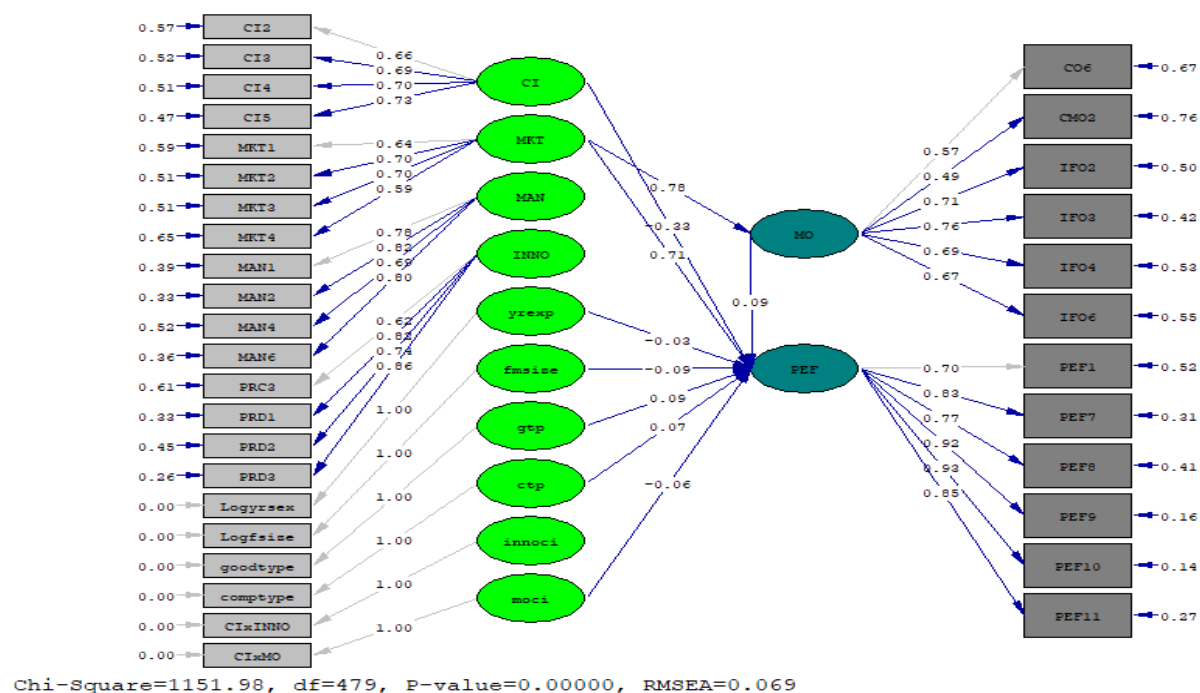 0.57 CI2
0.52 CI3
0.51 CI4
0.47 CI5
0.59 MKT1
0.51 MKT2
0.51 MKT3
0.65 MKT4
0.39 MAN1
0.33 MAN2
0.52 MAN4
0.36 MAN6
0.61 PRC3
0.33 PRD1
0.45 PRD2
0.26 PRD3
0.00 Logyrsex
0.00 Logfsize
0.00 goodtype
0.00 comptype
0.00 CIxINNO
0.00 CIxMO
0.66
0.69
0.70
0.73
0.64
0.70
0.70
0.59
0.78
0.82
0.69
0.80
0.62
0.82
0.74
0.86
1.00
1.00
1.00
1.00
1.00
1.00
CI
MKT
MAN
INNO
yrexp
fmsize
gtp
ctp
innoci
moci
0.78
-0.33
0.71
0.09
-0.03
-0.09
0.09
0.07
-0.06
MO
PEF
0.57
0.49
0.71
0.76
0.69
0.67
0.70
0.83
0.77
0.92
0.93
0.85
CO6 0.67
CMO2 0.76
IFO2 0.50
IFO3 0.42
IFO4 0.53
IFO6 0.55
PEF1 0.52
PEF7 0.31
PEF8 0.41
PEF9 0.16
PEF10 0.14
PEF11 0.27
Chi-Square=1151.98, df=479, P-value=0.00000, RMSEA=0.069